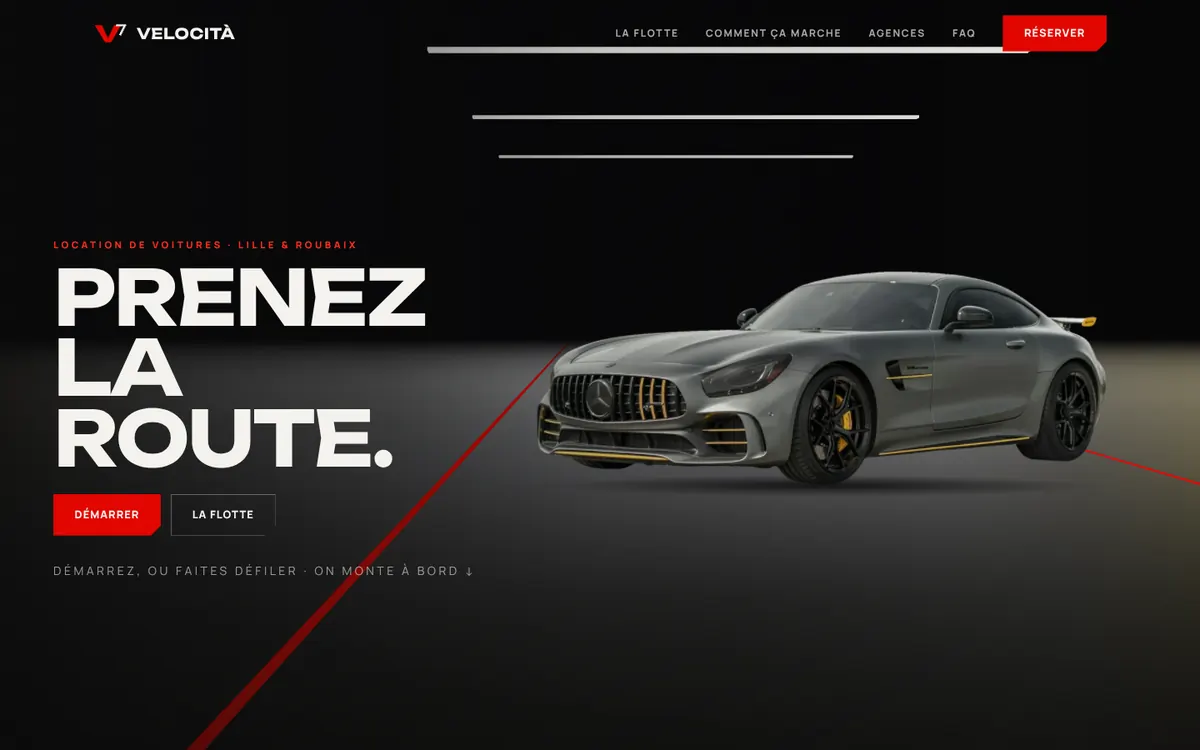 V7 VELOCITÀ
LA FLOTTE
COMMENT ÇA MARCHE
AGENCES
FAQ
RÉSERVER
LOCATION DE VOITURES · LILLE & ROUBAIX
PRENEZ
LA
ROUTE.
DÉMARRER
LA FLOTTE
DÉMARREZ, OU FAITES DÉFILER · ON MONTE À BORD ↓